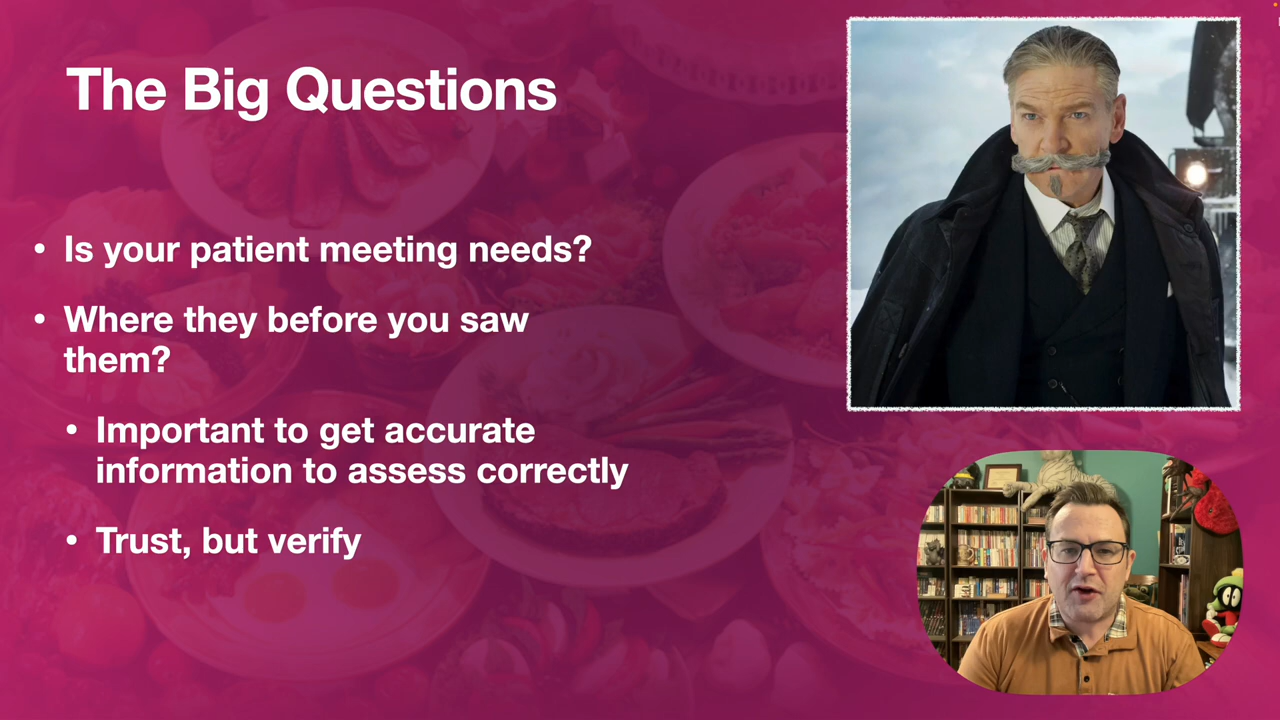 The Big Questions
• Is your patient meeting needs?
• Where they before you saw
them?
• Important to get accurate
information to assess correctly
• Trust, but verify